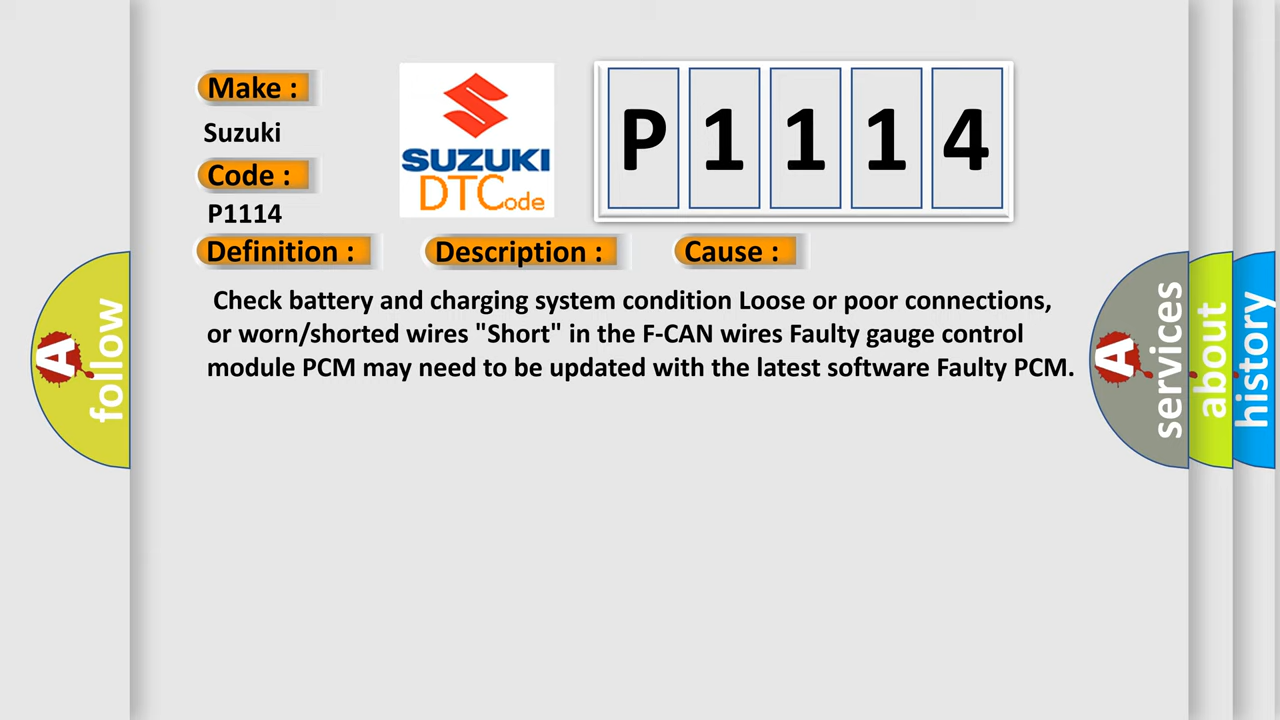 Make :
Suzuki
Code :
P1114
SUZUKI
DTCode
P 1 1 1 4
Definition :
Description :
Cause :
Check battery and charging system condition Loose or poor connections,
or worn/shorted wires "Short" in the F-CAN wires Faulty gauge control
module PCM may need to be updated with the latest software Faulty PCM.
A
follow
A
services
about
history